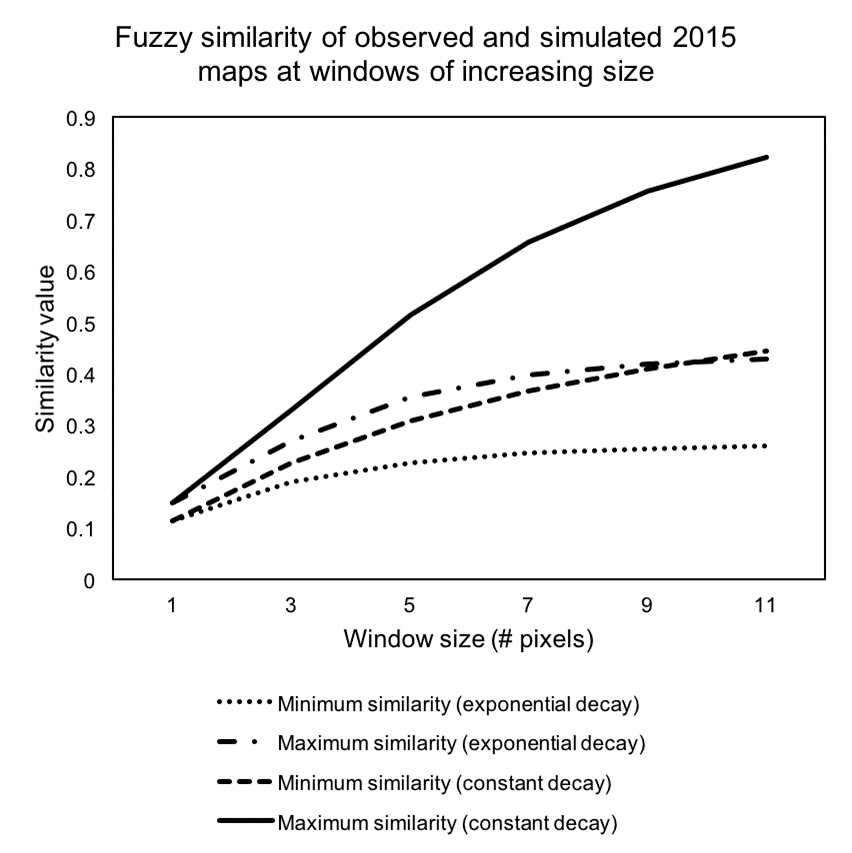 Fuzzy similarity of observed and simulated 2015
maps at windows of increasing size
0.9
0.8
0.7
0.6
0.5
0.4
0.3
0.2
0.1
0
Similarity value
1 3 5 7 9 11
Window size (# pixels)
Minimum similarity (exponential decay)
Maximum similarity (exponential decay)
Minimum similarity (constant decay)
Maximum similarity (constant decay)